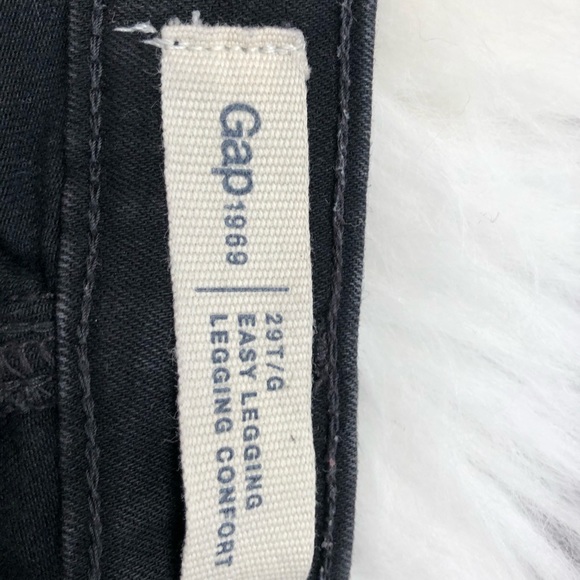 Gap 1969
29T/G
EASY LEGGING
LEGGING CONFORT